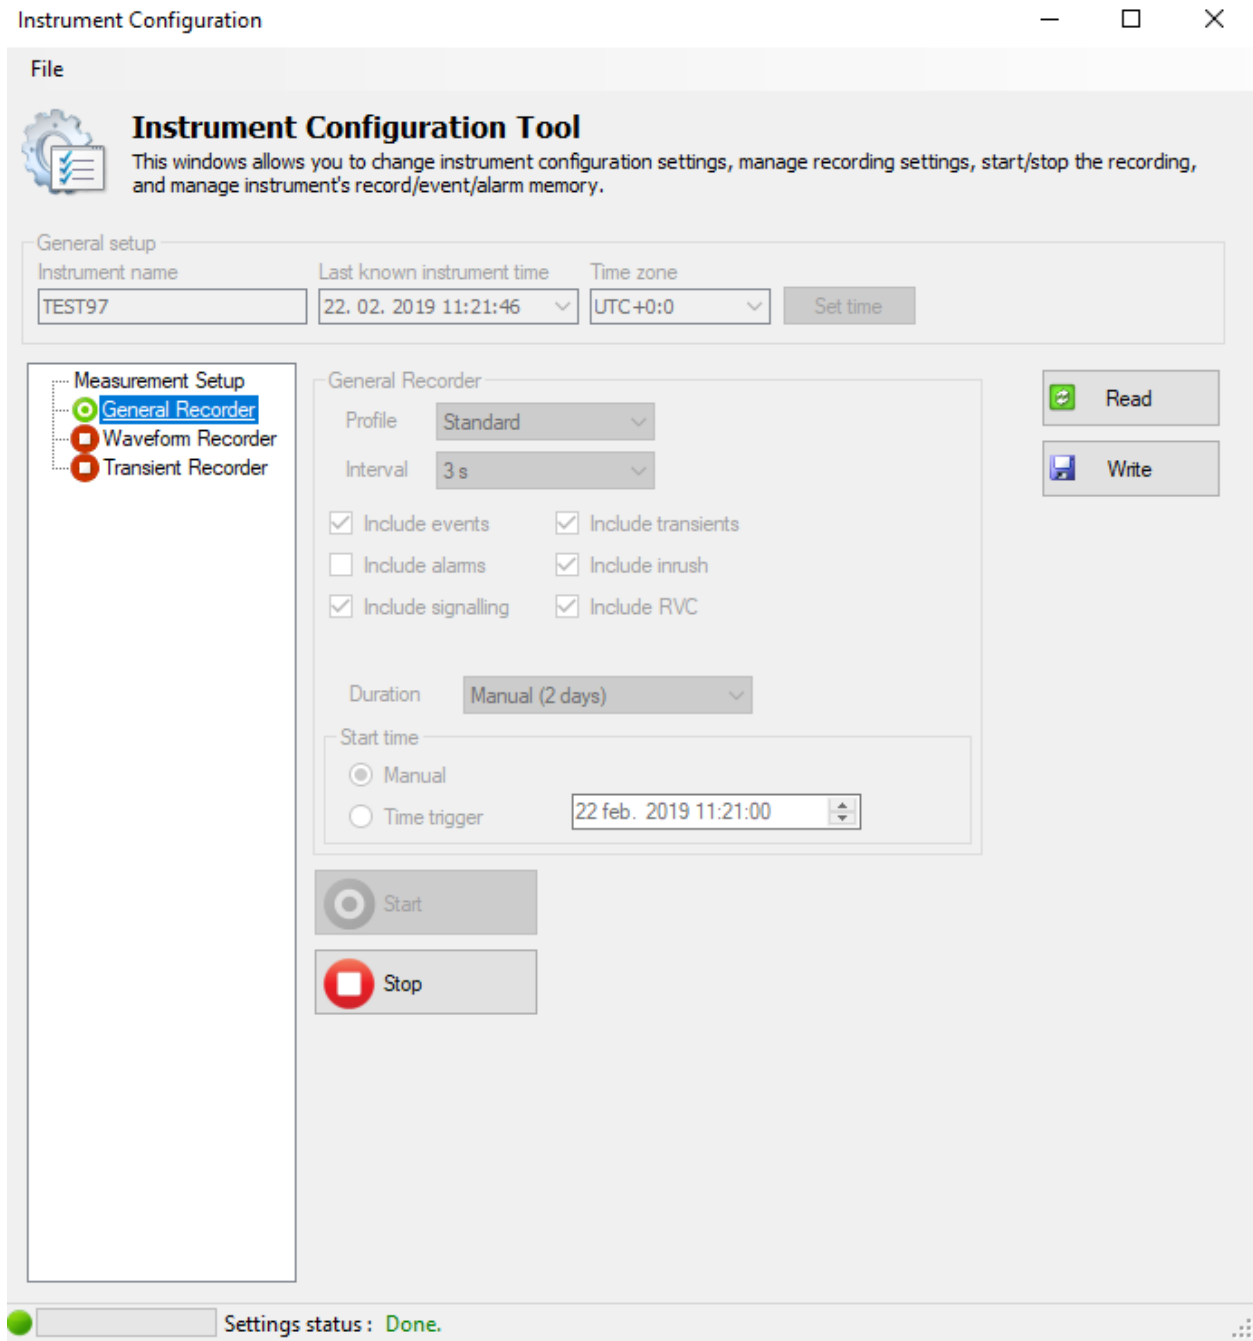 Instrument Configuration
File
Instrument Configuration Tool
This windows allows you to change instrument configuration settings, manage recording settings, start/stop the recording,
and manage instrument's record/event/alarm memory.
General setup
Instrument name Last known instrument time Time zone
TEST97 22. 02. 2019 11:21:46 UTC+0:0 Set time
Measurement Setup
General Recorder
Waveform Recorder
Transient Recorder
General Recorder
Profile Standard
Interval 3 s
Include events Include transients
Include alarms Include inrush
Include signalling Include RVC
Duration Manual (2 days)
Start time
Manual
Time trigger 22 feb. 2019 11:21:00
Start
Stop
Read
Write
Settings status : Done.